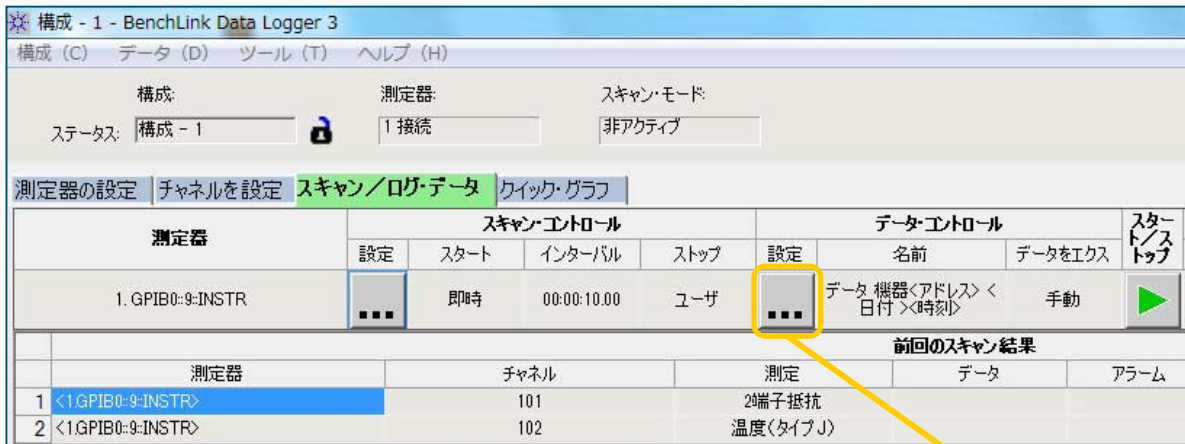 構成 - 1 - BenchLink Data Logger 3
構成 (C) データ (D) ツール (T) ヘルプ (H)
構成: 測定器: スキャン・モード:
ステータス: 構成 - 1 1 接続 非アクティブ
測定器の設定 チャネルを設定 スキャン/ログ・データ クイック・グラフ
測定器 スキャン・コントロール データ・コントロール スタート/ストップ
設定 スタート インターバル ストップ 設定 名前 データをエクス
1. GPIB0::9::INSTR ... 即時 00:00:10.00 ユーザ ... データ 機器<アドレス> <
日付 ><時刻> 手動
前回のスキャン結果
測定器 チャネル 測定 データ アラーム
1 <1.GPIB0::9::INSTR> 101 2端子抵抗
2 <1.GPIB0::9::INSTR> 102 温度(タイプJ)